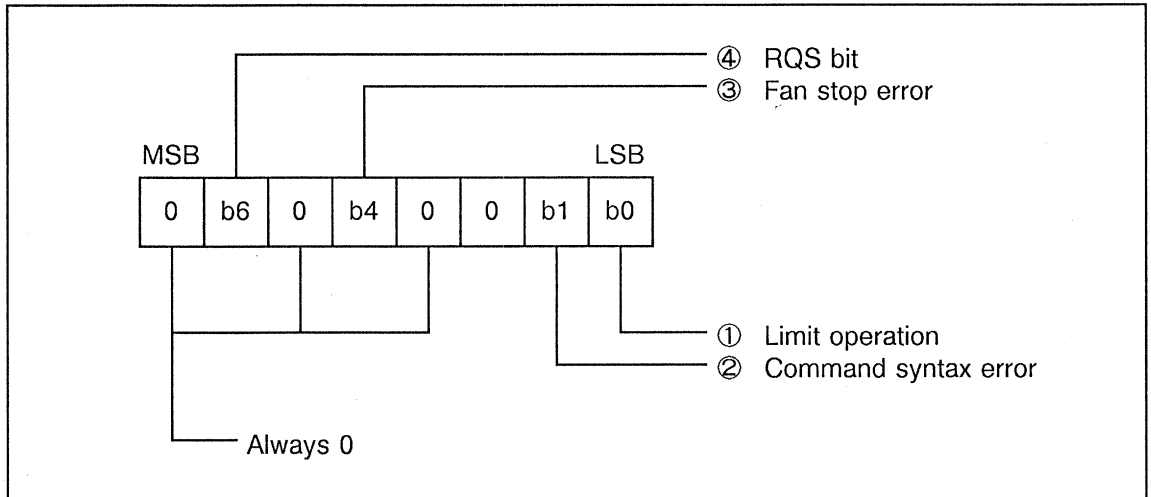 ④ RQS bit
③ Fan stop error
MSB LSB
0 b6 0 b4 0 0 b1 b0
① Limit operation
② Command syntax error
Always 0